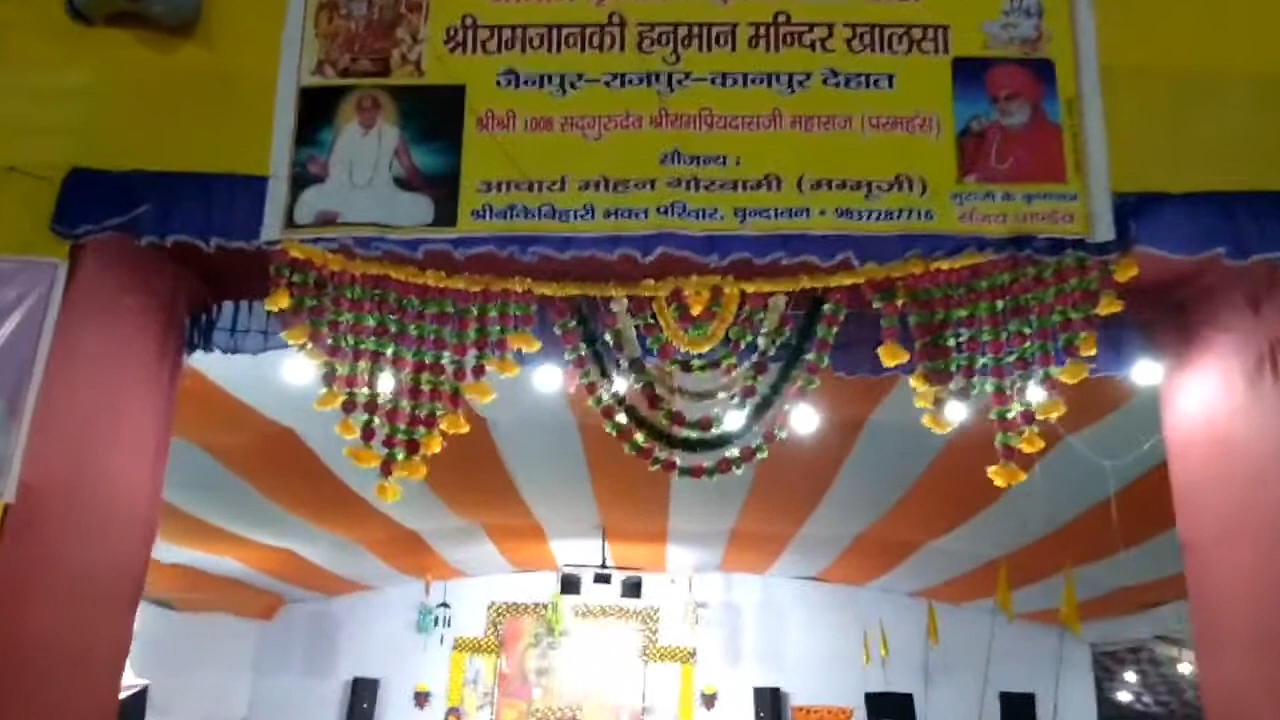 श्रीरामजानकी हनुमान मन्दिर खालसा
जैनपुर-राजपुर-कानपुर देहात
श्रीश्री 1008 सद्गुरुदेव श्रीरामप्रियदासजी महाराज (परमहंस)
सौजन्य :
आचार्य मोहन गोस्वामी (मम्मूजी)
श्रीबाँकेबिहारी भक्त परिवार, वृन्दावन • 9837287716
गुरूजी के कृपापात्र
संजय पाण्डेय